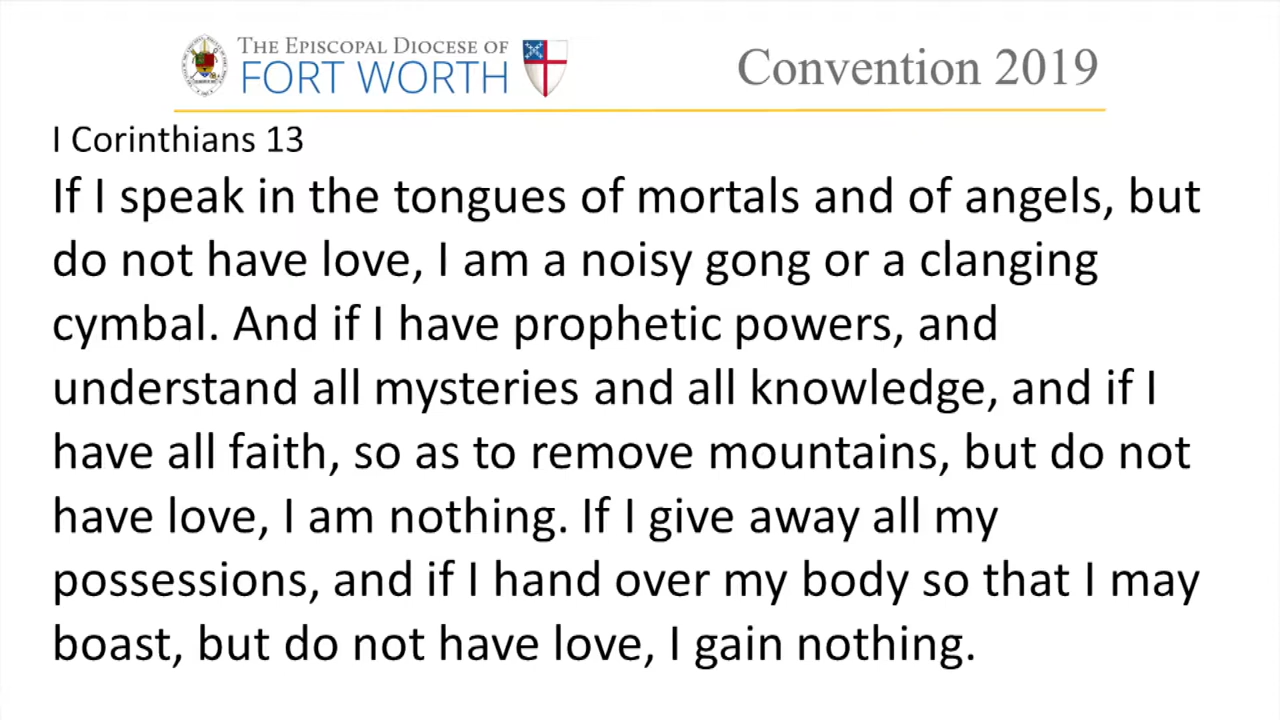 THE EPISCOPAL DIOCESE OF
FORT WORTH
Convention 2019
I Corinthians 13
If I speak in the tongues of mortals and of angels, but
do not have love, I am a noisy gong or a clanging
cymbal. And if I have prophetic powers, and
understand all mysteries and all knowledge, and if I
have all faith, so as to remove mountains, but do not
have love, I am nothing. If I give away all my
possessions, and if I hand over my body so that I may
boast, but do not have love, I gain nothing.